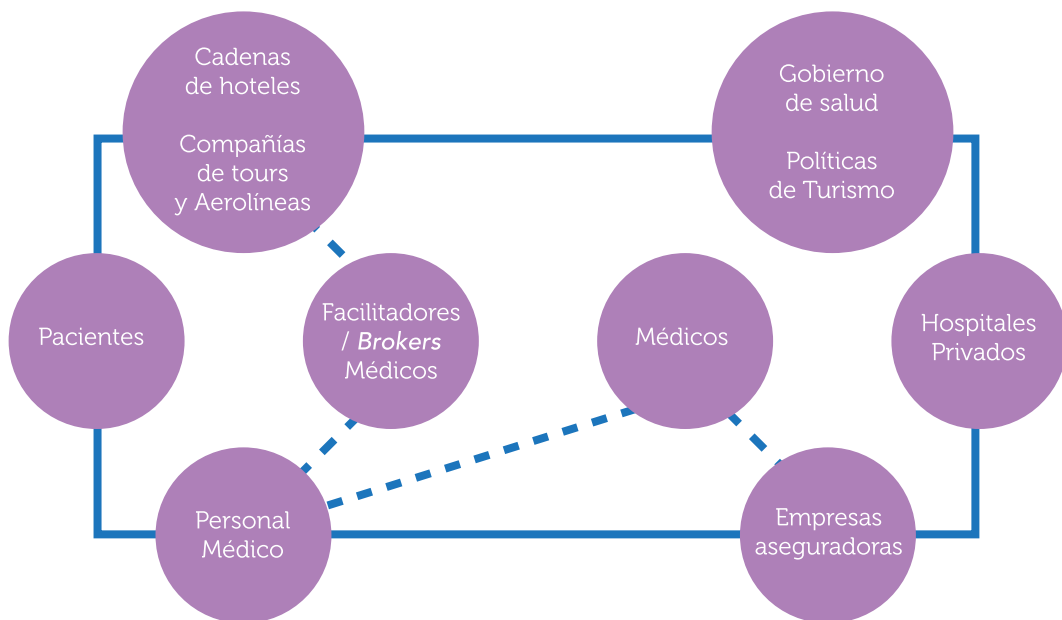 Cadenas
de hoteles
Compañías
de tours
y Aerolíneas
Gobierno
de salud
Políticas
de Turismo
Pacientes
Facilitadores
/ Brokers
Médicos
Médicos
Hospitales
Privados
Personal
Médico
Empresas
aseguradoras